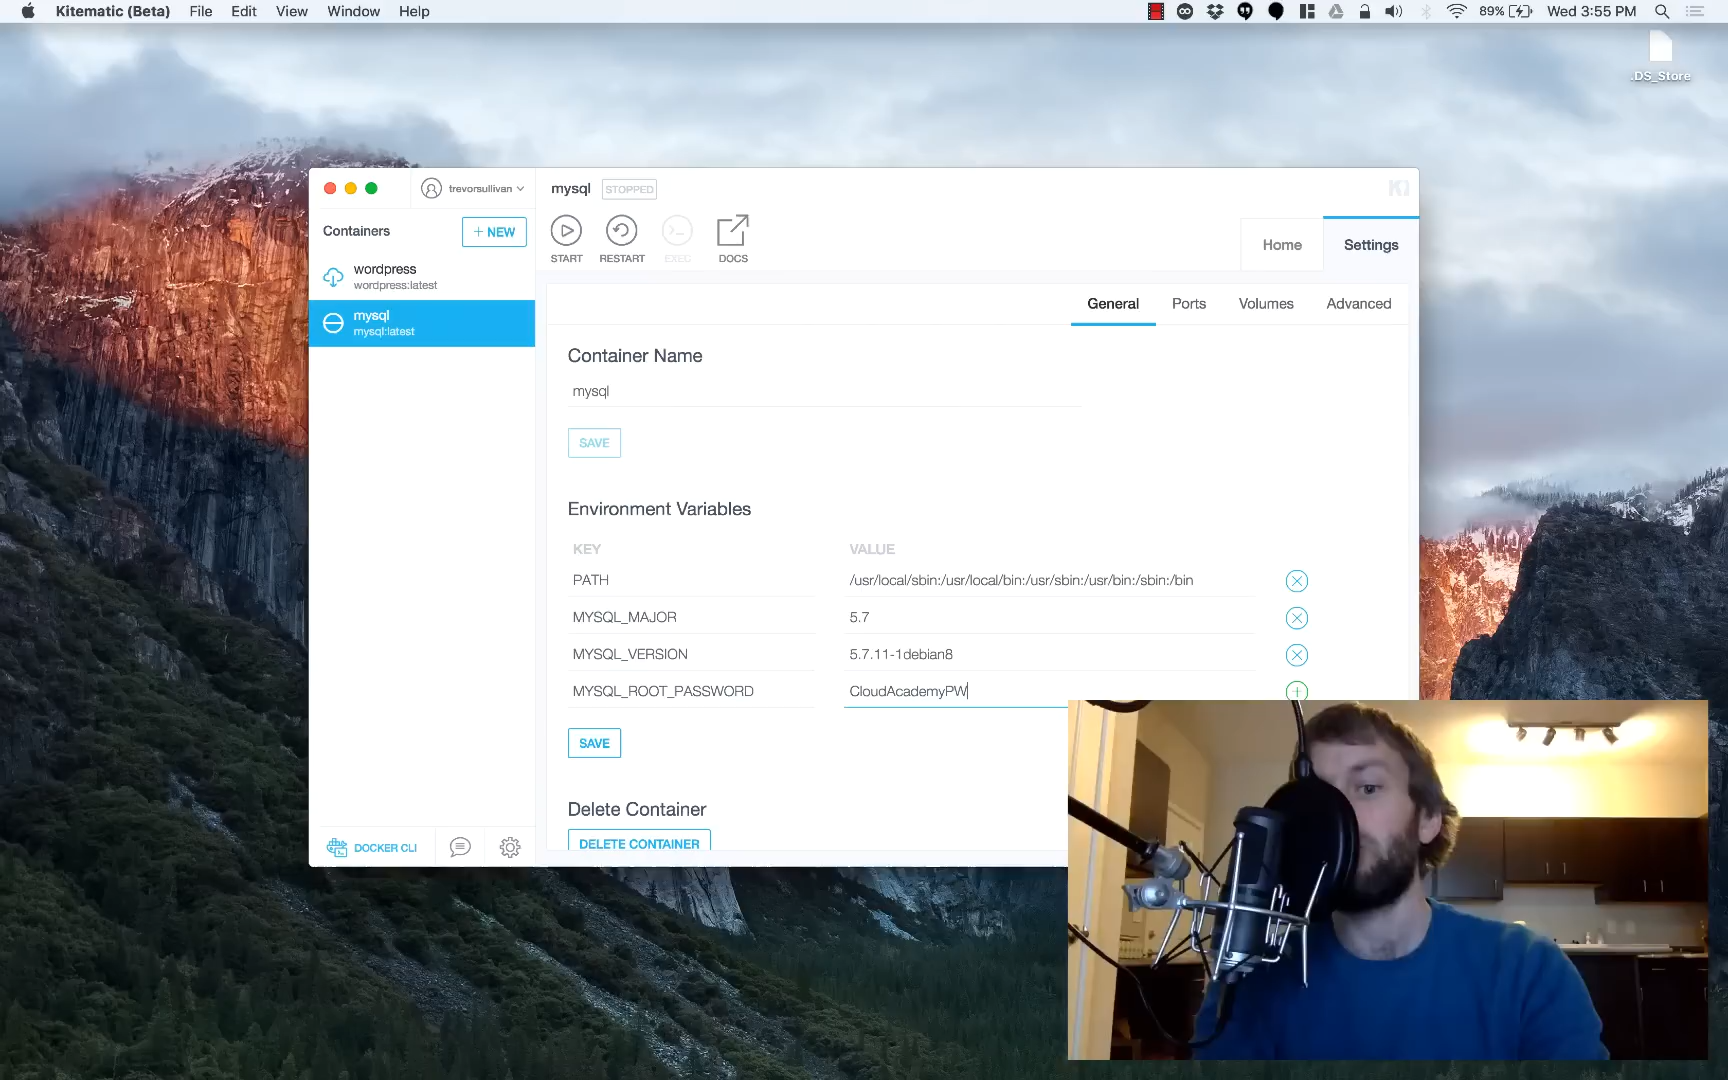 Kitematic (Beta) File Edit View Window Help
89% Wed 3:55 PM
.DS_Store
trevorsullivan
mysql STOPPED
Containers
+ NEW
START RESTART EXEC DOCS
Home Settings
wordpress
wordpress:latest
mysql
mysql:latest
General Ports Volumes Advanced
Container Name
mysql
SAVE
Environment Variables
KEY VALUE
PATH /usr/local/sbin:/usr/local/bin:/usr/sbin:/usr/bin:/sbin:/bin
MYSQL_MAJOR 5.7
MYSQL_VERSION 5.7.11-1debian8
MYSQL_ROOT_PASSWORD CloudAcademyPW
SAVE
Delete Container
DELETE CONTAINER
DOCKER CLI